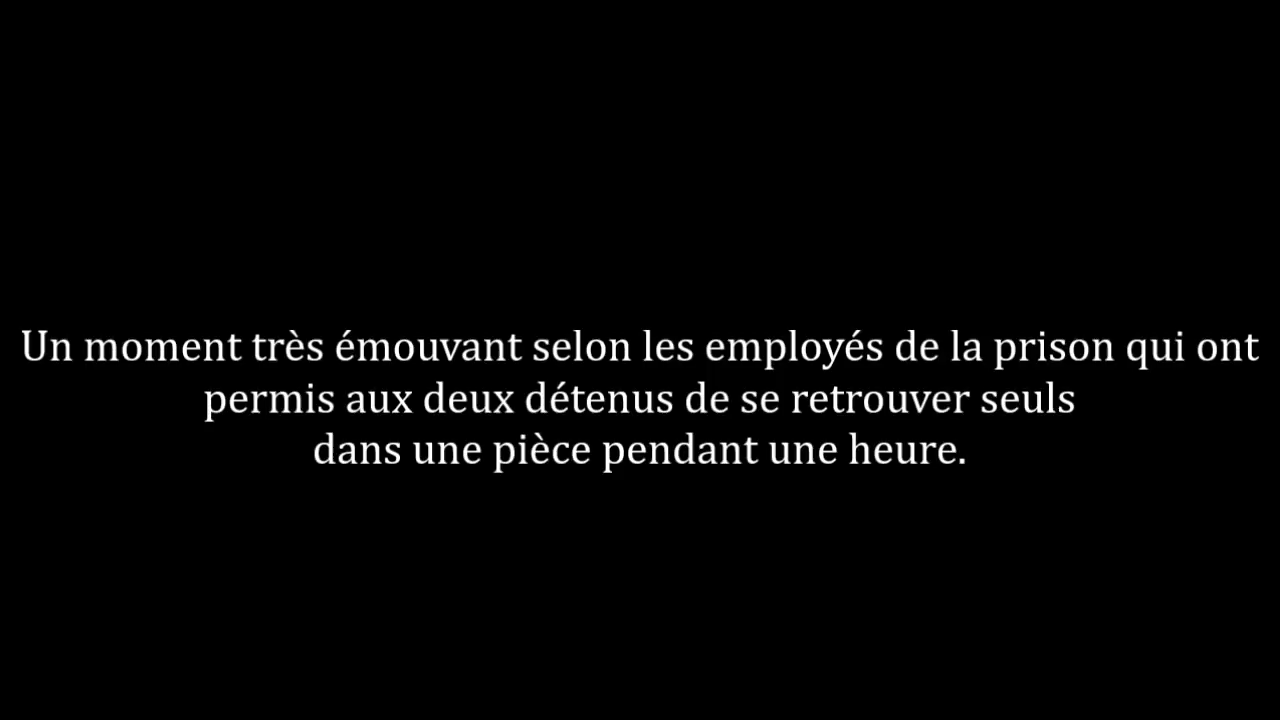 Un moment très émouvant selon les employés de la prison qui ont
permis aux deux détenus de se retrouver seuls
dans une pièce pendant une heure.